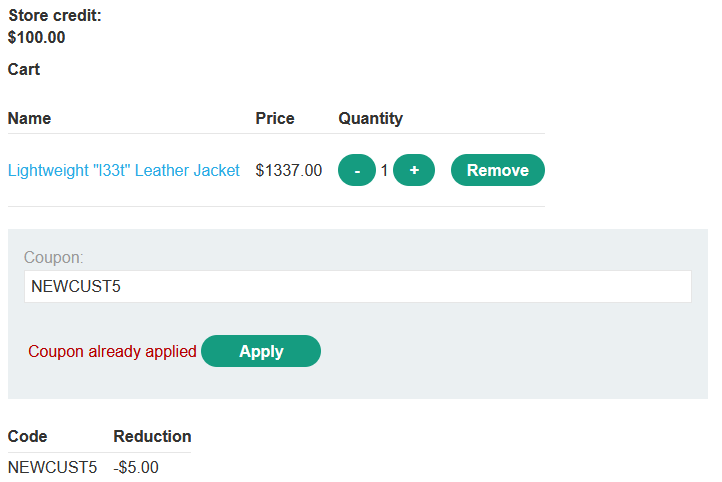 Store credit:
$100.00
Cart
Name Price Quantity
Lightweight "l33t" Leather Jacket $1337.00 - 1 + Remove
Coupon:
NEWCUST5
Coupon already applied Apply
Code Reduction
NEWCUST5 -$5.00